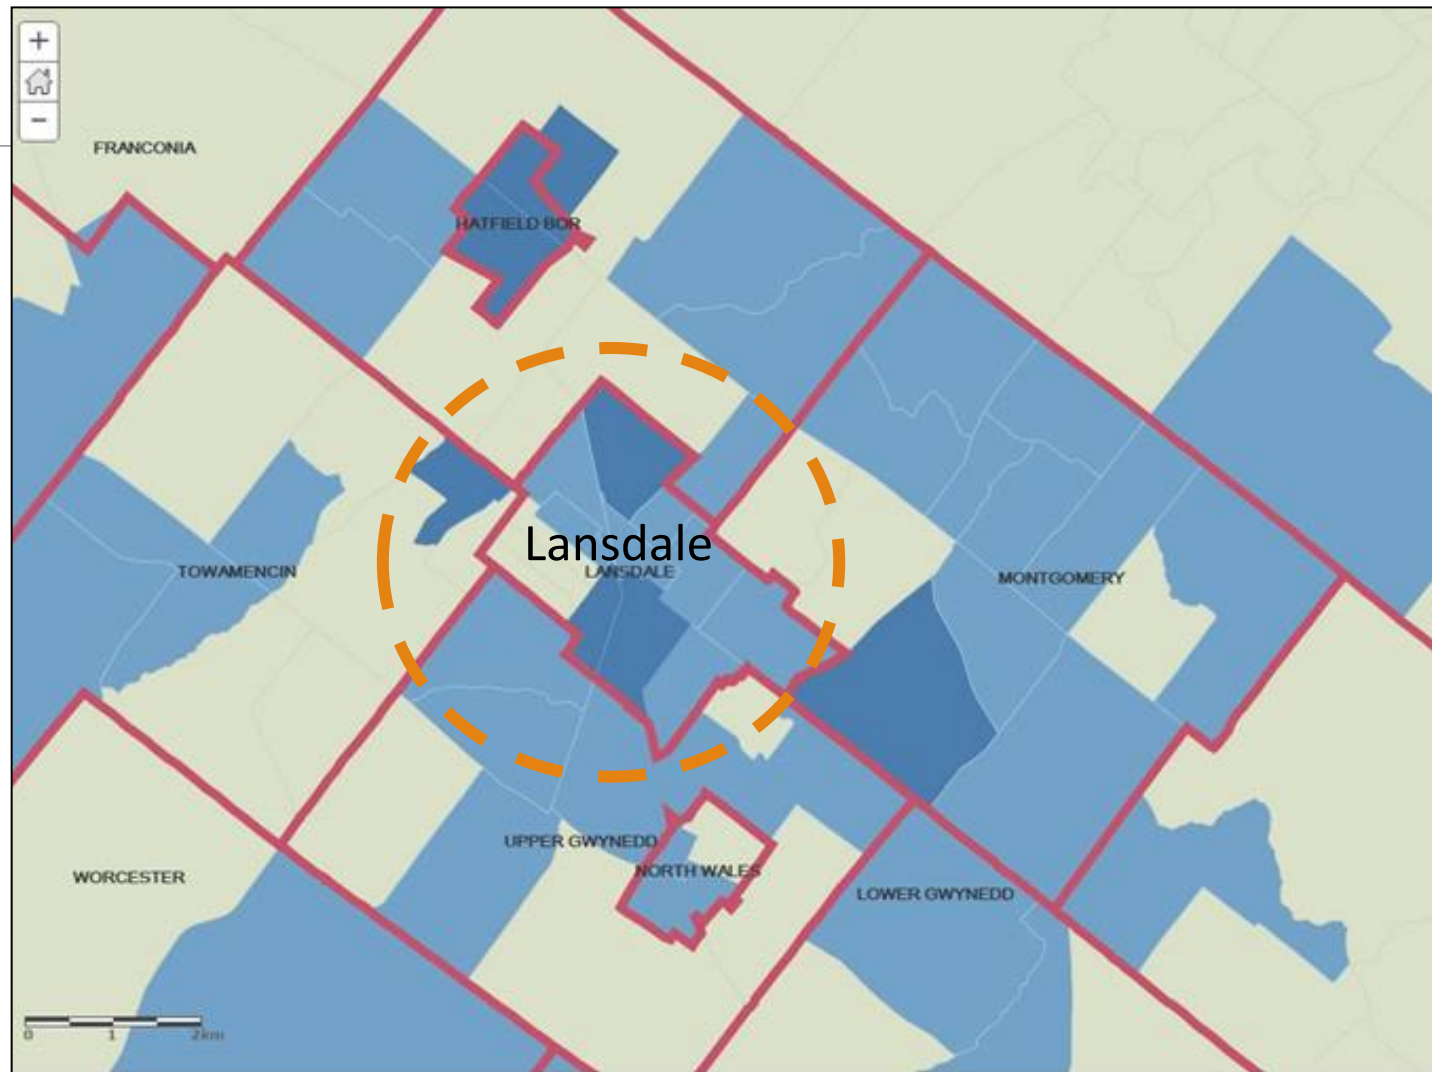 +
−
FRANCONIA
HATFIELD BOR
Lansdale
LANSDALE
TOWAMENCIN
MONTGOMERY
UPPER GWYNEDD
NORTH WALES
WORCESTER
LOWER GWYNEDD
0 1 2km